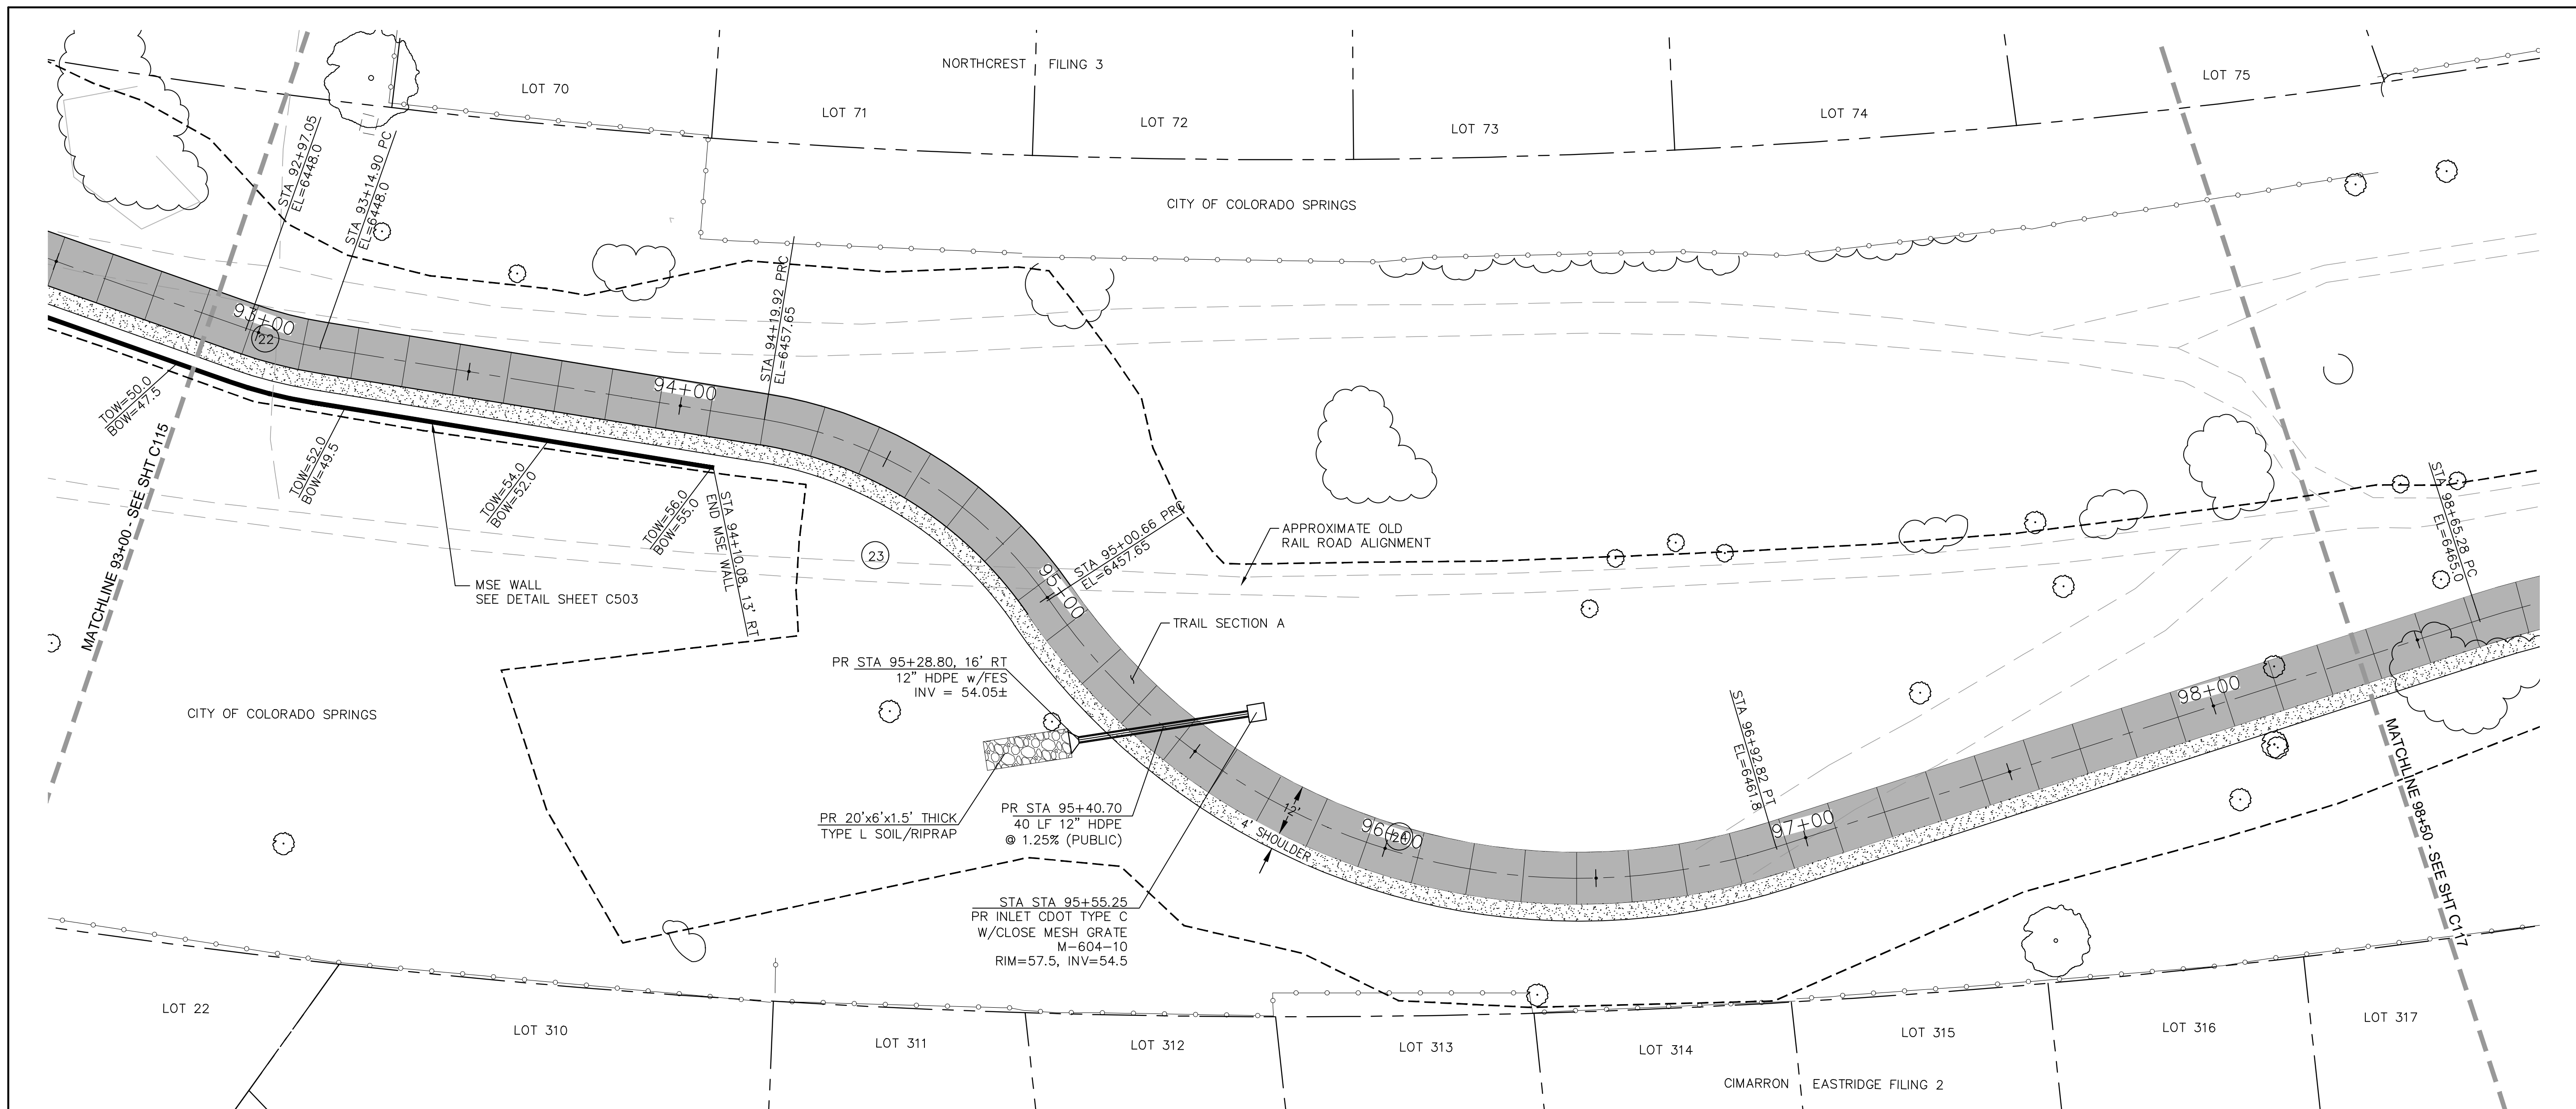 NORTHCREST FILING 3
LOT 70
LOT 71
LOT 72
LOT 73
LOT 74
LOT 75
STA 92+97.05
EL=6448.0
STA 93+14.90 PC
EL=6448.0
CITY OF COLORADO SPRINGS
STA 94+19.92 PRC
EL=6457.65
93+00
22
94+00
TOW=50.0
BOW=47.5
TOW=52.0
BOW=49.5
TOW=54.0
BOW=52.0
TOW=56.0
BOW=55.0
STA 94+10.08, 13' RT
END MSE WALL
MATCHLINE 93+00 - SEE SHT C115
MSE WALL
SEE DETAIL SHEET C503
23
95+00
STA 95+00.66 PRC
EL=6457.65
APPROXIMATE OLD
RAIL ROAD ALIGNMENT
TRAIL SECTION A
STA 98+65.28 PC
EL=6465.0
PR STA 95+28.80, 16' RT
12" HDPE w/FES
INV = 54.05±
CITY OF COLORADO SPRINGS
PR 20'x6'x1.5' THICK
TYPE L SOIL/RIPRAP
PR STA 95+40.70
40 LF 12" HDPE
@ 1.25% (PUBLIC)
12'
4' SHOULDER
96+00
24
STA 96+92.82 PT
EL=6461.8
97+00
98+00
MATCHLINE 98+50 - SEE SHT C117
STA STA 95+55.25
PR INLET CDOT TYPE C
W/CLOSE MESH GRATE
M-604-10
RIM=57.5, INV=54.5
LOT 22
LOT 310
LOT 311
LOT 312
LOT 313
LOT 314
LOT 315
LOT 316
LOT 317
CIMARRON EASTRIDGE FILING 2